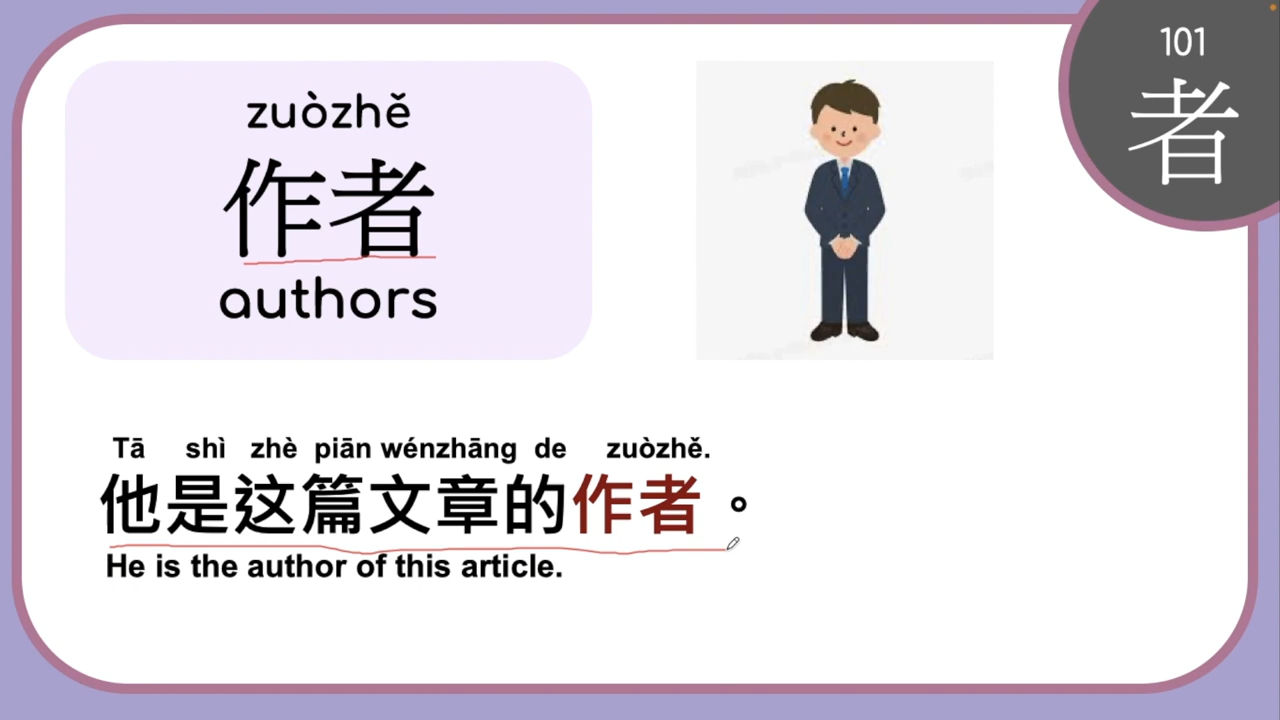 zuòzhě
作者
authors
101
者
Tā shì zhè piān wénzhāng de zuòzhě.
他是这篇文章的作者。
He is the author of this article.